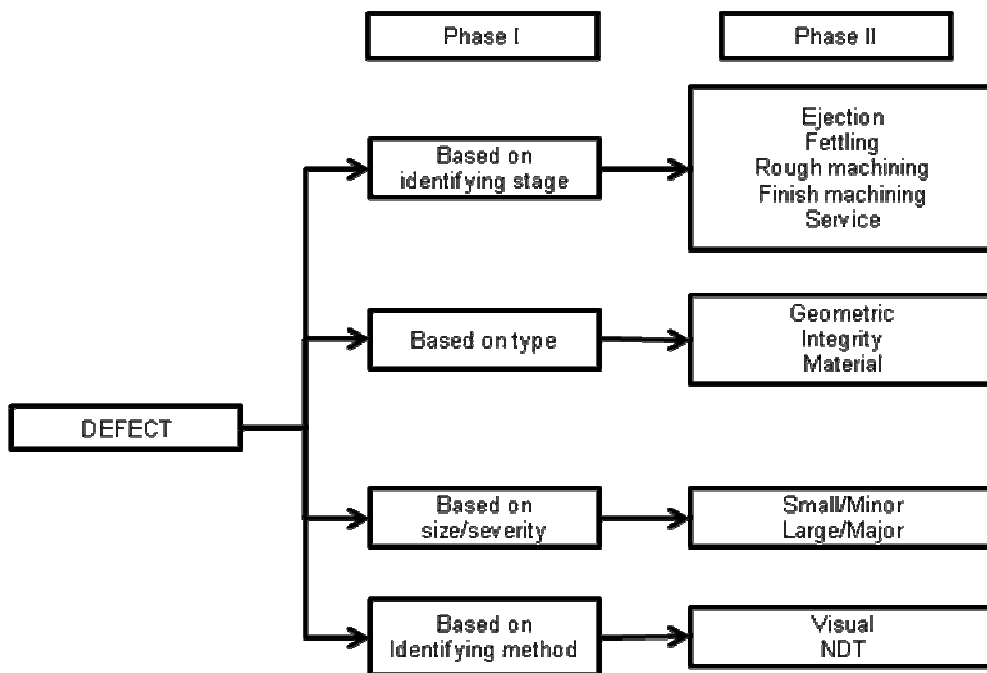 Phase I
Phase II
Based on
identifying stage
Ejection
Fettling
Rough machining
Finish machining
Service
Based on type
Geometric
Integrity
Material
DEFECT
Based on
size/severity
Small/Minor
Large/Major
Based on
Identifying method
Visual
NDT